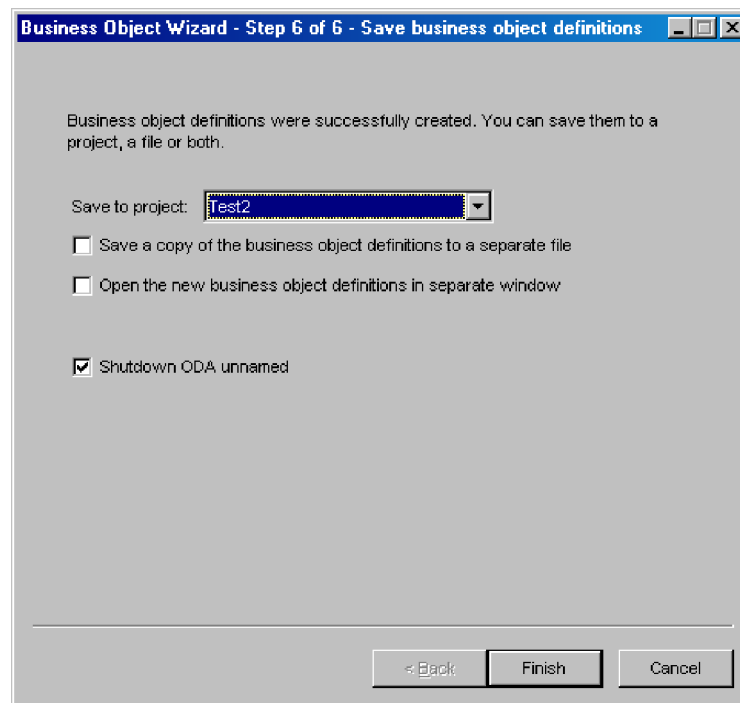 Business Object Wizard - Step 6 of 6 - Save business object definitions
Business object definitions were successfully created. You can save them to a
project, a file or both.
Save to project: Test2
Save a copy of the business object definitions to a separate file
Open the new business object definitions in separate window
Shutdown ODA unnamed
< Back Finish Cancel